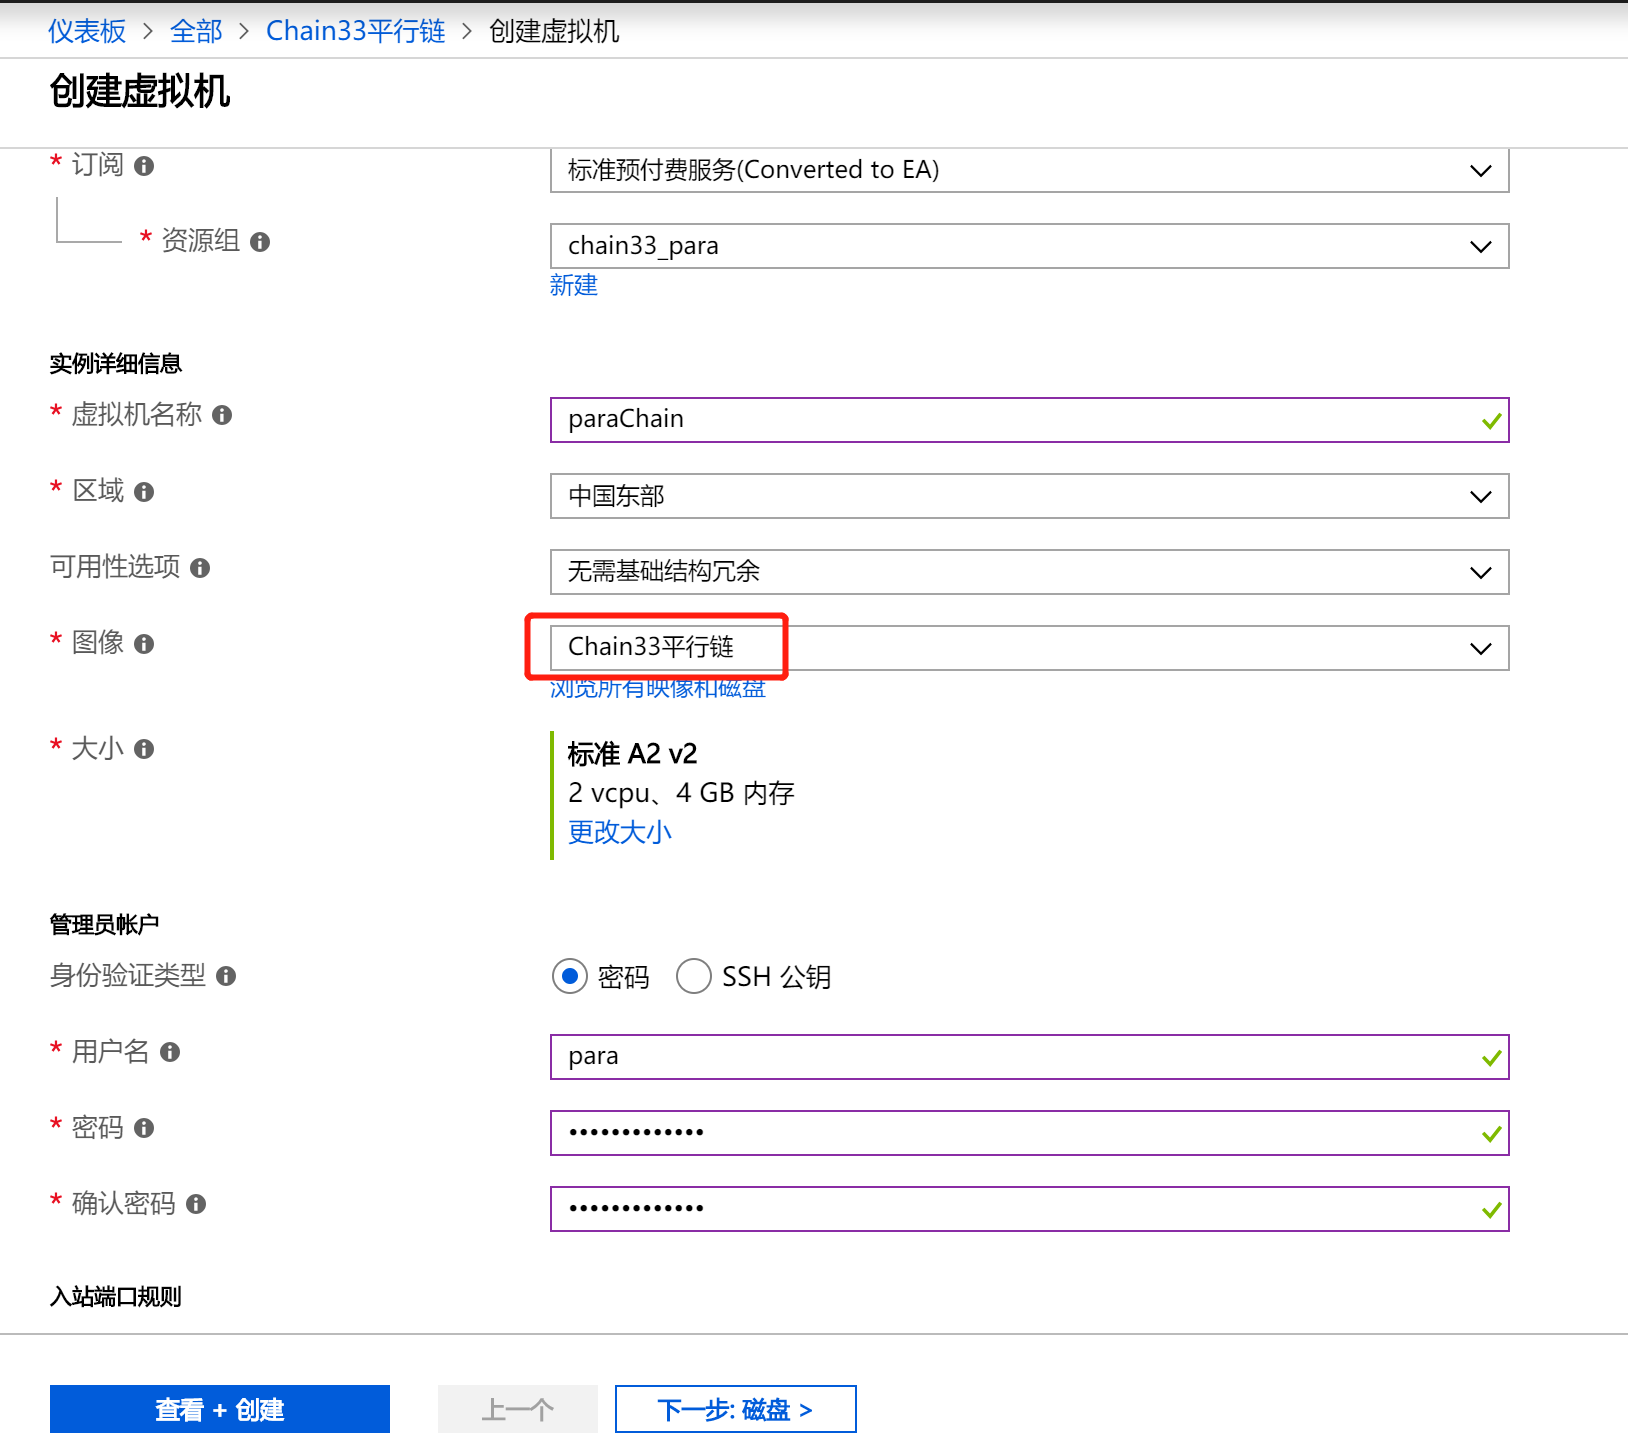 仪表板 > 全部 > Chain33平行链 > 创建虚拟机
创建虚拟机
* 订阅 标准预付费服务(Converted to EA)
* 资源组 chain33_para
新建
实例详细信息
* 虚拟机名称 paraChain
* 区域 中国东部
可用性选项 无需基础结构冗余
* 图像 Chain33平行链
浏览所有映像和磁盘
* 大小 标准 A2 v2
2 vcpu、4 GB 内存
更改大小
管理员帐户
身份验证类型 密码 SSH 公钥
* 用户名 para
* 密码 •••••••••••••
* 确认密码 •••••••••••••
入站端口规则
查看 + 创建 上一个 下一步: 磁盘 >